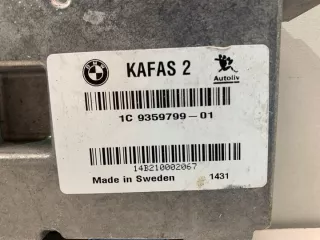 BMW
KAFAS 2
Autoliv
1C 9359799-01
14B210002067
Made in Sweden 1431